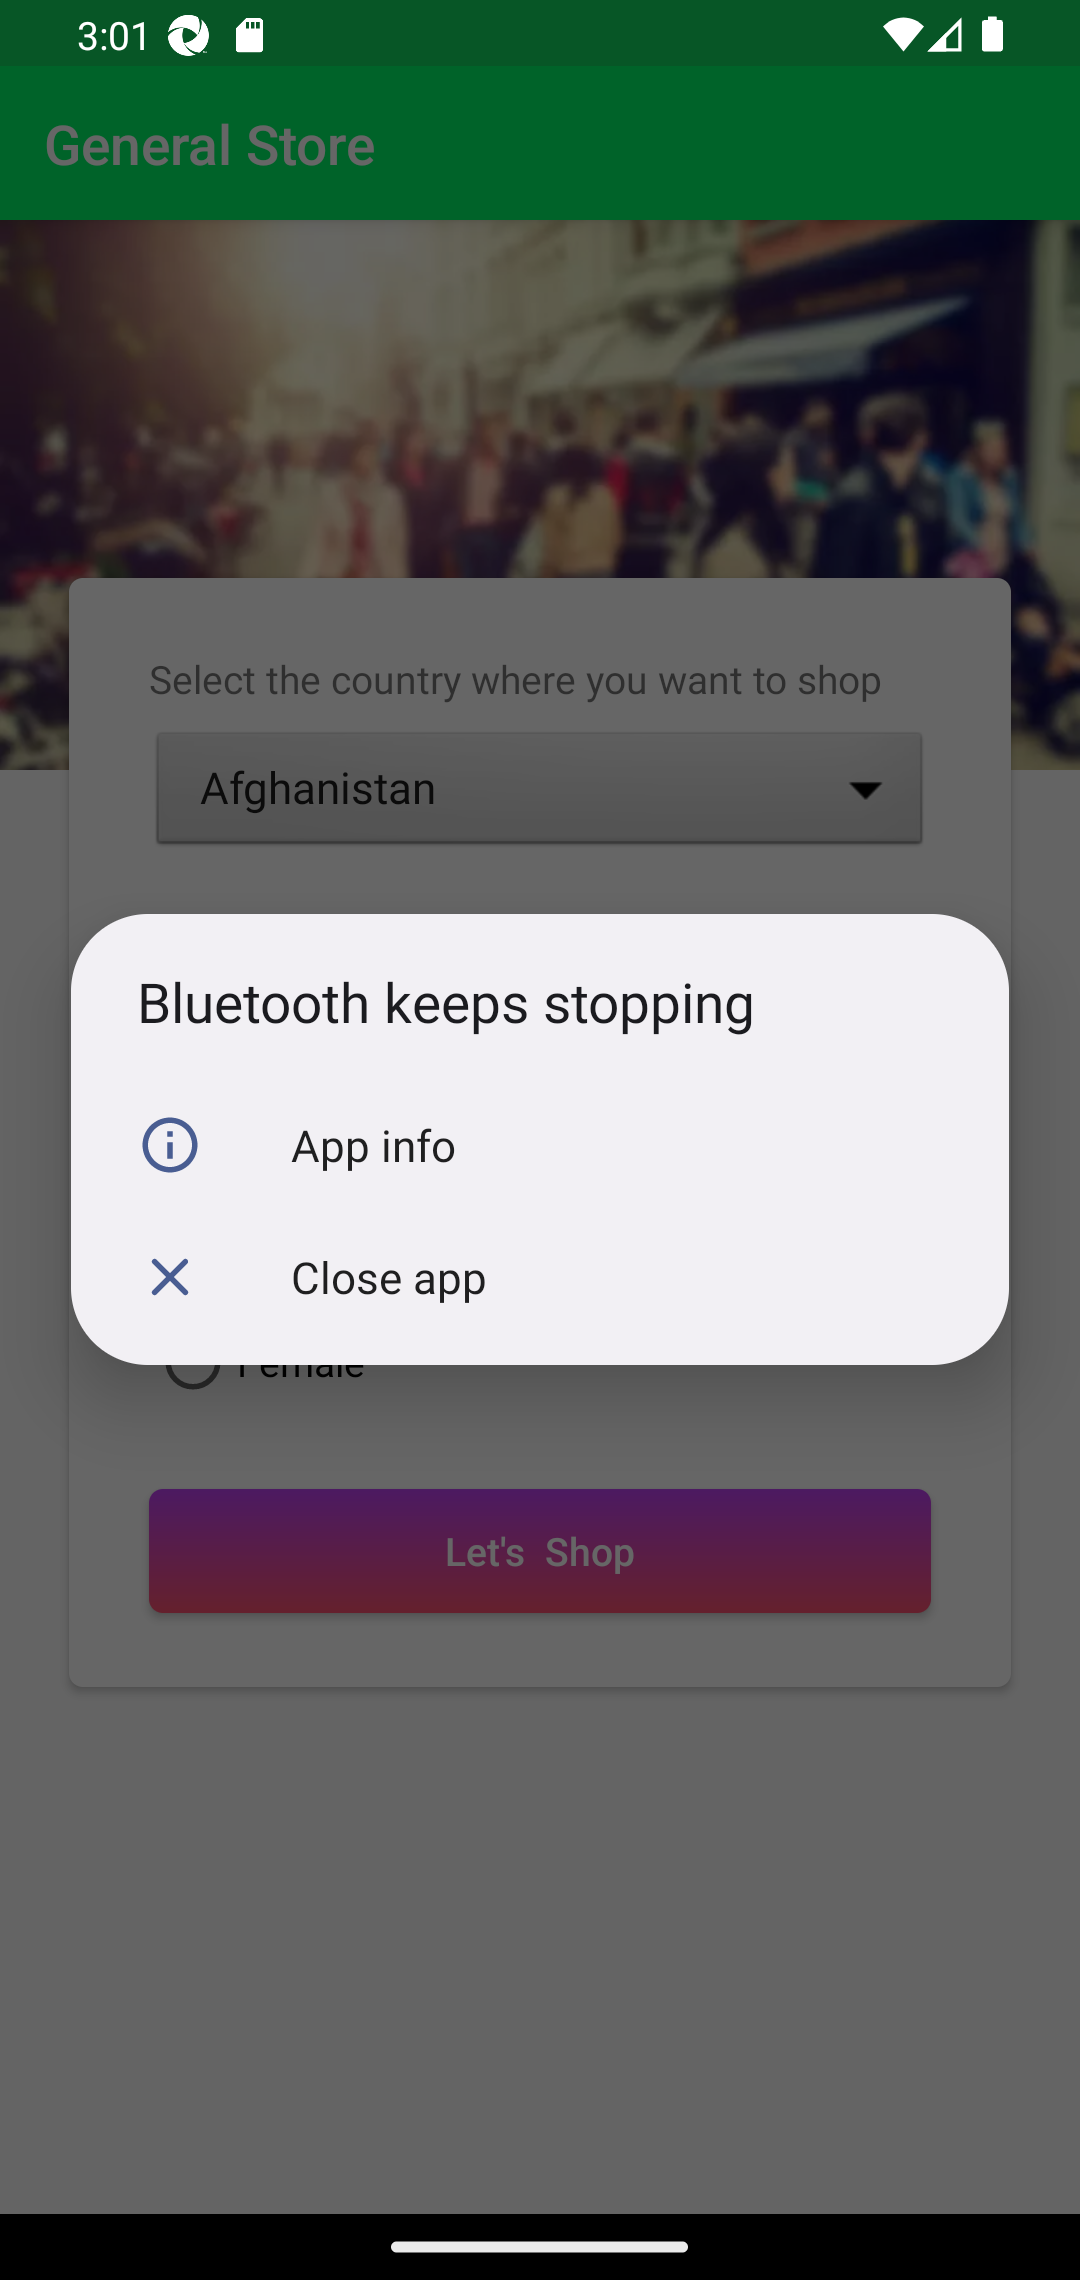 3:01
General Store
Select the country where you want to shop
Afghanistan
Bluetooth keeps stopping
App info
Close app
Female
Let's Shop